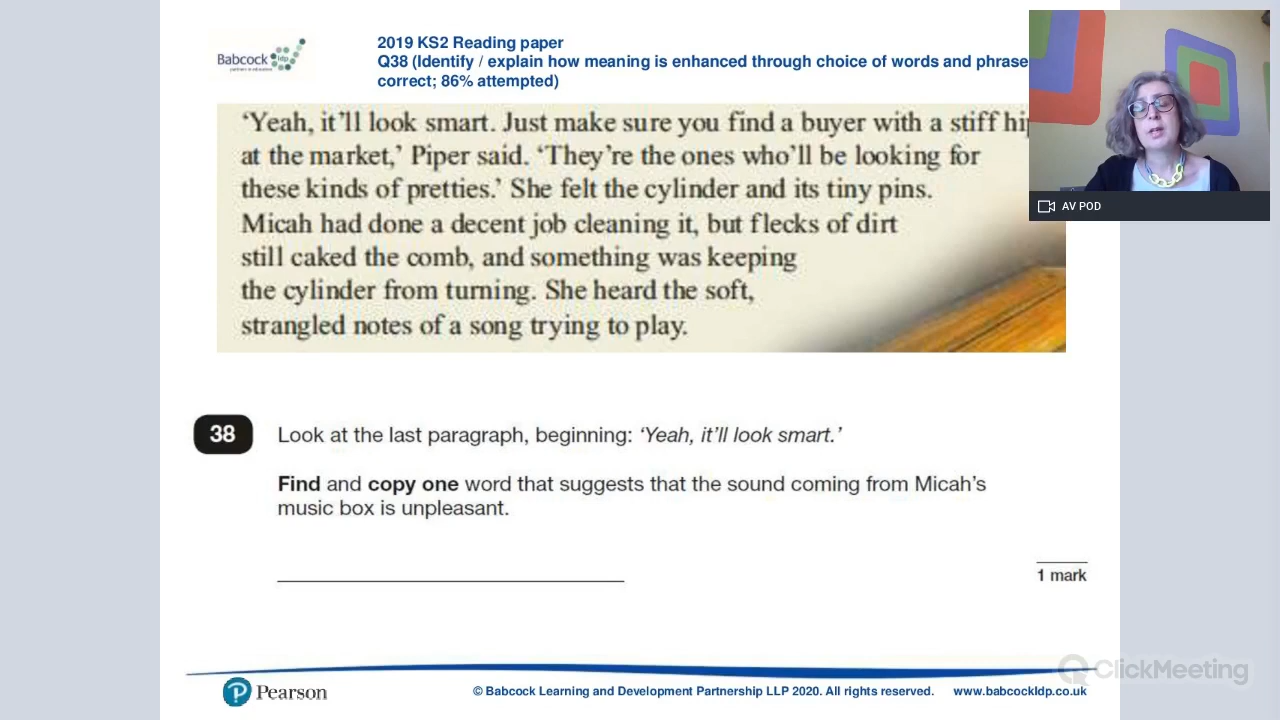 Babcock ldp
2019 KS2 Reading paper
Q38 (Identify / explain how meaning is enhanced through choice of words and phrase
correct; 86% attempted)
‘Yeah, it’ll look smart. Just make sure you find a buyer with a stiff
at the market,’ Piper said. ‘They’re the ones who’ll be looking for
these kinds of pretties.’ She felt the cylinder and its tiny pins.
Micah had done a decent job cleaning it, but flecks of dirt
still caked the comb, and something was keeping
the cylinder from turning. She heard the soft,
strangled notes of a song trying to play.
AV POD
38
Look at the last paragraph, beginning: ‘Yeah, it’ll look smart.’
Find and copy one word that suggests that the sound coming from Micah’s
music box is unpleasant.
1 mark
ClickMeeting
Pearson
© Babcock Learning and Development Partnership LLP 2020. All rights reserved. www.babcockldp.co.uk